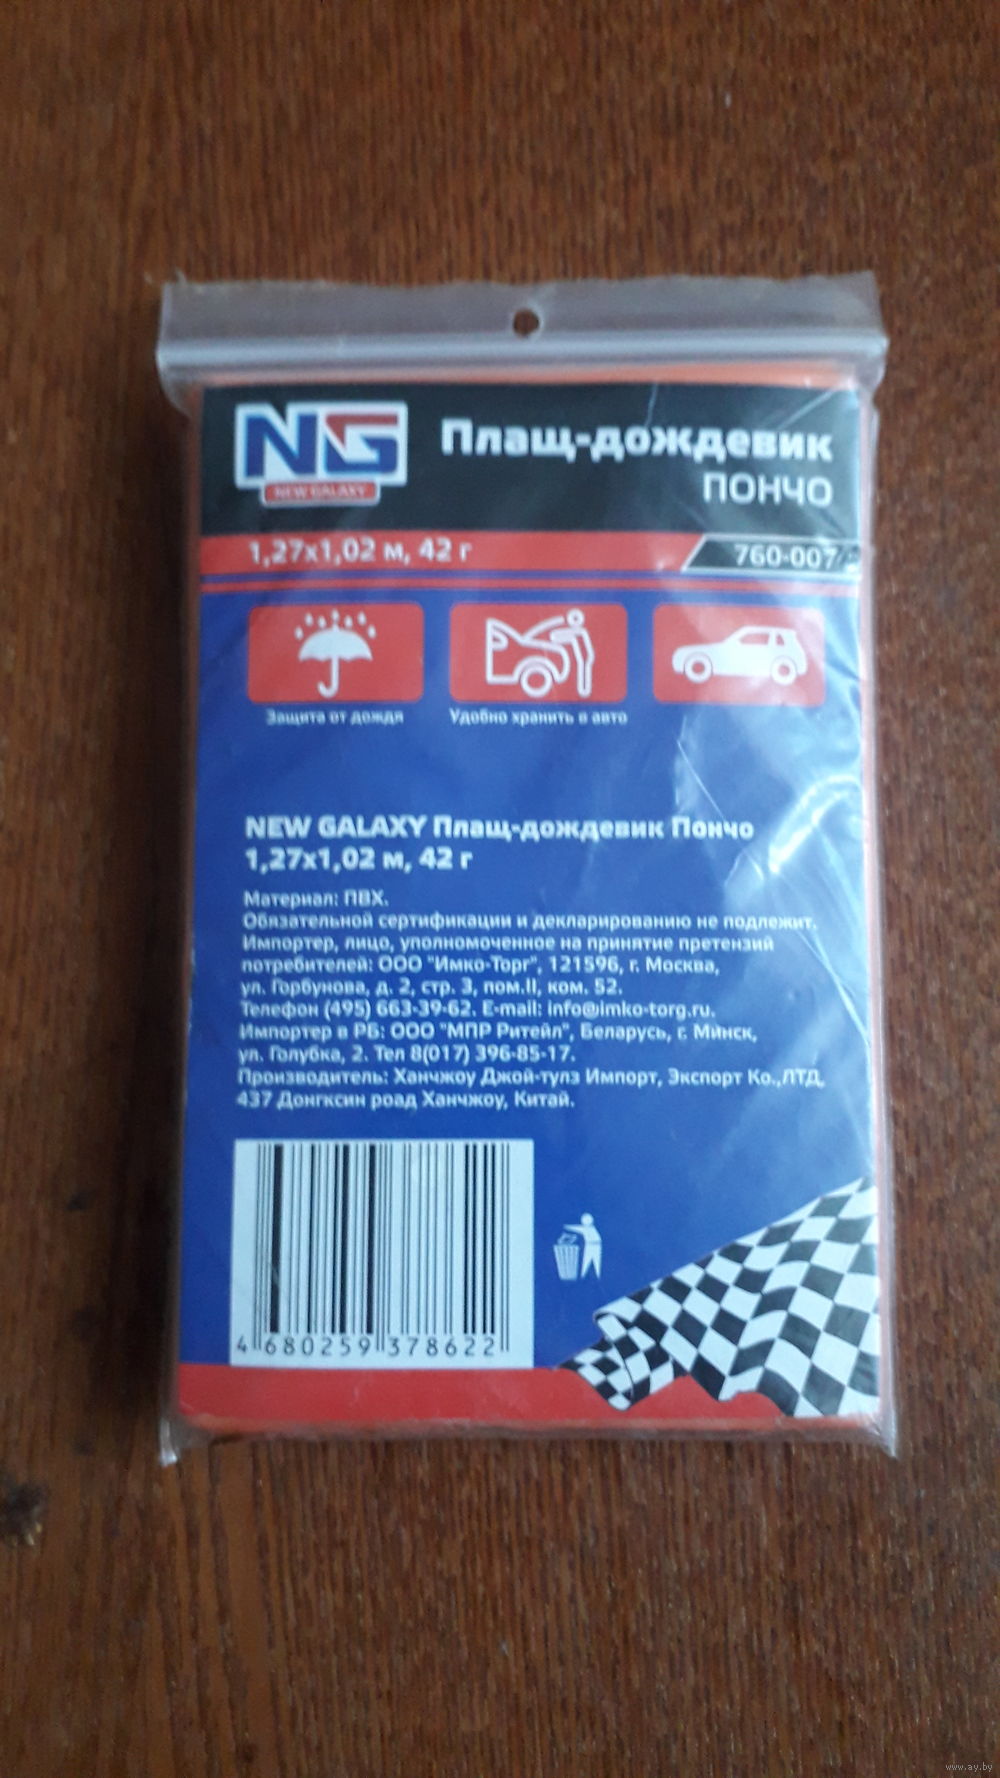 NG
NEW GALAXY
Плащ-дождевик
ПОНЧО
1,27х1,02 м, 42 г
760-007
Защита от дождя
Удобно хранить в авто
NEW GALAXY Плащ-дождевик Пончо
1,27х1,02 м, 42 г
Материал: ПВХ.
Обязательной сертификации и декларированию не подлежит.
Импортер, лицо, уполномоченное на принятие претензий
потребителей: ООО "Имко-Торг", 121596, г. Москва,
ул. Горбунова, д. 2, стр. 3, пом.II, ком. 52.
Телефон (495) 663-39-62. E-mail: info@imko-torg.ru.
Импортер в РБ: ООО "МПР Ритейл", Беларусь, г. Минск,
ул. Голубка, 2. Тел 8(017) 396-85-17.
Производитель: Ханчжоу Джой-тулз Импорт, Экспорт Ко.,ЛТД,
437 Донгксин роад Ханчжоу, Китай.
4 680259 378622
www.ay.by